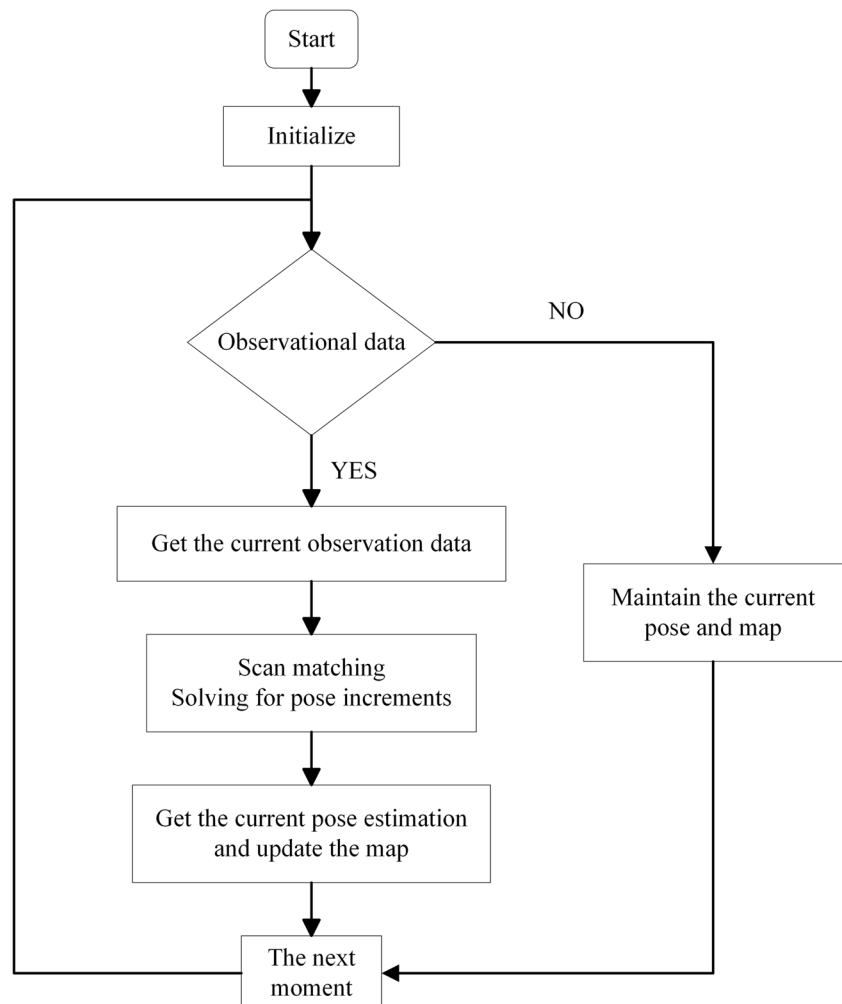 Start
Initialize
NO
Observational data
YES
Get the current observation data
Maintain the current
pose and map
Scan matching
Solving for pose increments
Get the current pose estimation
and update the map
The next
moment